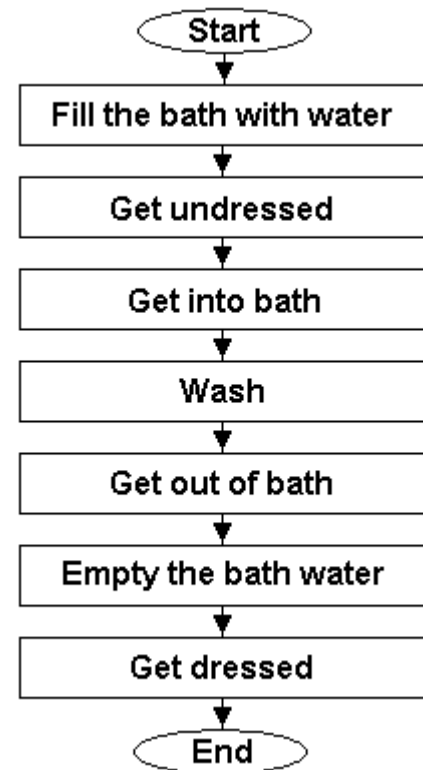 Start
Fill the bath with water
Get undressed
Get into bath
Wash
Get out of bath
Empty the bath water
Get dressed
End